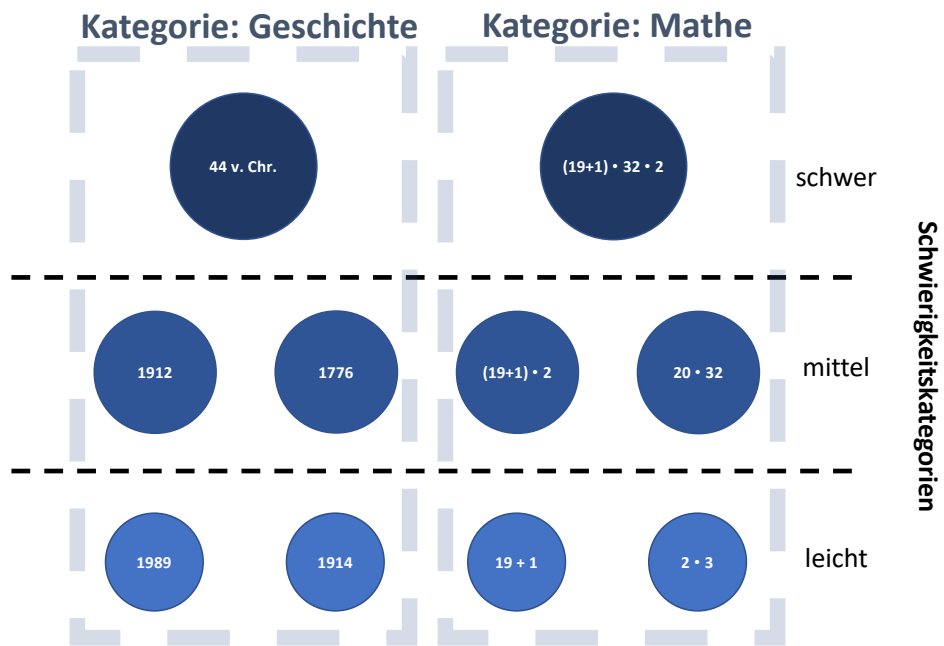 Kategorie: Geschichte
Kategorie: Mathe
44 v. Chr.
(19+1) • 32 • 2
schwer
1912
1776
(19+1) • 2
20 • 32
mittel
1989
1914
19 + 1
2 • 3
leicht
Schwierigkeitskategorien